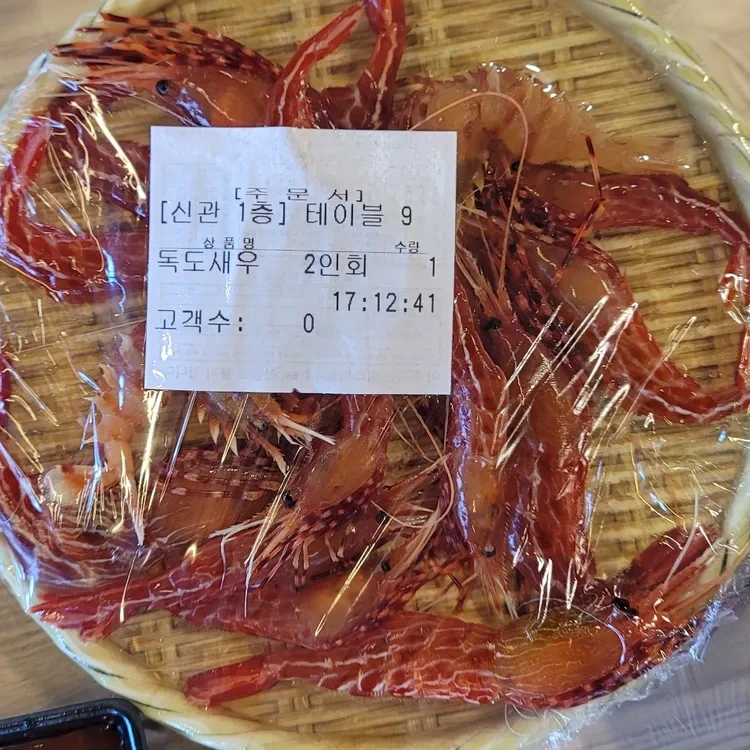 [주 문 서]
[신관 1층] 테이블 9
상품명 수량
독도새우 2인회 1
17:12:41
고객수: 0